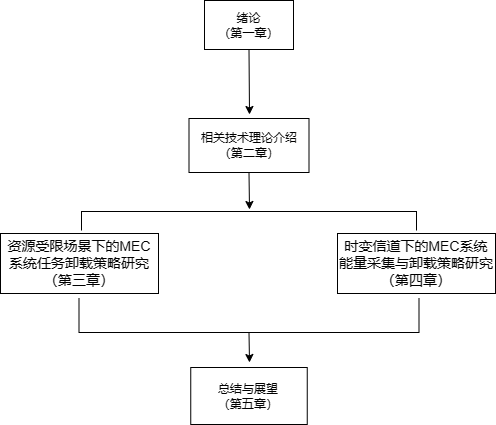 绪论
（第一章）
相关技术理论介绍
（第二章）
资源受限场景下的MEC
系统任务卸载策略研究
（第三章）
时变信道下的MEC系统
能量采集与卸载策略研究
（第四章）
总结与展望
（第五章）